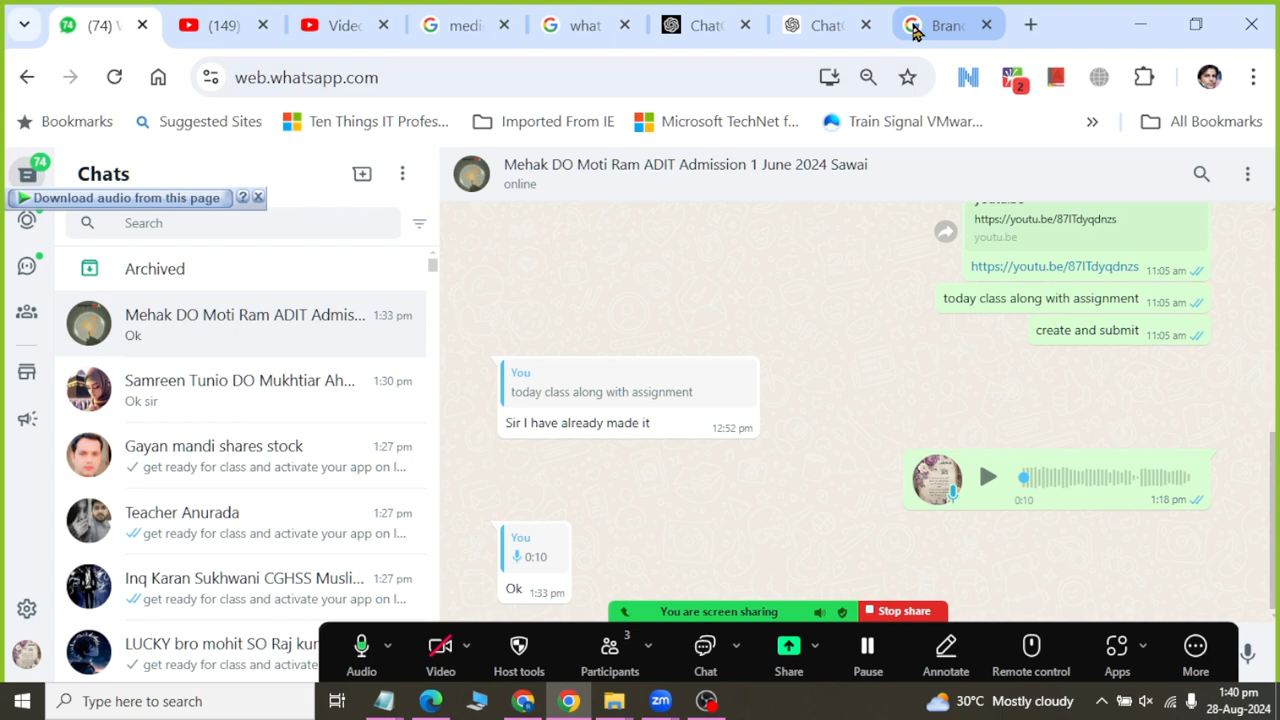 (74) V
(149)
Video
medi
what
ChatG
ChatG
Branc
web.whatsapp.com
2
Bookmarks
Suggested Sites
Ten Things IT Profes...
Imported From IE
Microsoft TechNet f...
Train Signal VMwar...
All Bookmarks
74
Chats
Download audio from this page
Search
Archived
Mehak DO Moti Ram ADIT Admis...
1:33 pm
Ok
Samreen Tunio DO Mukhtiar Ah...
1:30 pm
Ok sir
Gayan mandi shares stock
1:27 pm
get ready for class and activate your app on l...
Teacher Anurada
1:27 pm
get ready for class and activate your app on l...
Inq Karan Sukhwani CGHSS Musli...
1:27 pm
get ready for class and activate your app on l...
LUCKY bro mohit SO Raj kur
get ready for class and activate
Mehak DO Moti Ram ADIT Admission 1 June 2024 Sawai
online
youtu.be
https://youtu.be/87lTdyqdnzs
youtu.be
https://youtu.be/87lTdyqdnzs
11:05 am
today class along with assignment
11:05 am
create and submit
11:05 am
You
today class along with assignment
Sir I have already made it
12:52 pm
0:10
1:18 pm
You
0:10
Ok
1:33 pm
You are screen sharing
Stop share
Audio
Video
Host tools
3
Participants
Chat
Share
Pause
Annotate
Remote control
Apps
More
Type here to search
zm
30°C Mostly cloudy
1:40 pm
28-Aug-2024